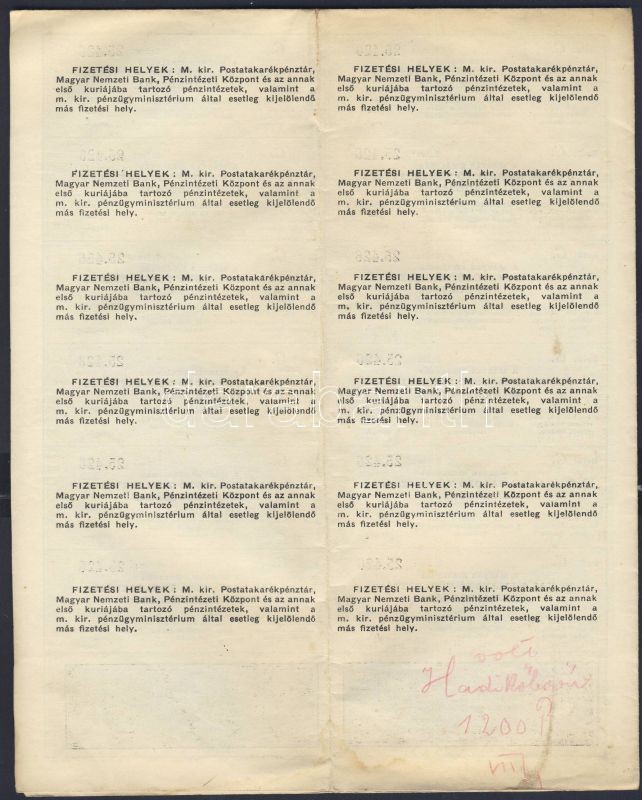 FIZETÉSI HELYEK : M. kir. Postatakarékpénztár,
Magyar Nemzeti Bank, Pénzintézeti Központ és az annak
első kuriájába tartozó pénzintézetek, valamint a
m. kir. pénzügyminisztérium által esetleg kijelölendő
más fizetési hely.
FIZETÉSI HELYEK : M. kir. Postatakarékpénztár,
Magyar Nemzeti Bank, Pénzintézeti Központ és az annak
első kuriájába tartozó pénzintézetek, valamint a
m. kir. pénzügyminisztérium által esetleg kijelölendő
más fizetési hely.
FIZETÉSI HELYEK : M. kir. Postatakarékpénztár,
Magyar Nemzeti Bank, Pénzintézeti Központ és az annak
első kuriájába tartozó pénzintézetek, valamint a
m. kir. pénzügyminisztérium által esetleg kijelölendő
más fizetési hely.
FIZETÉSI HELYEK : M. kir. Postatakarékpénztár,
Magyar Nemzeti Bank, Pénzintézeti Központ és az annak
első kuriájába tartozó pénzintézetek, valamint a
m. kir. pénzügyminisztérium által esetleg kijelölendő
más fizetési hely.
FIZETÉSI HELYEK : M. kir. Postatakarékpénztár,
Magyar Nemzeti Bank, Pénzintézeti Központ és az annak
első kuriájába tartozó pénzintézetek, valamint a
m. kir. pénzügyminisztérium által esetleg kijelölendő
más fizetési hely.
FIZETÉSI HELYEK : M. kir. Postatakarékpénztár,
Magyar Nemzeti Bank, Pénzintézeti Központ és az annak
első kuriájába tartozó pénzintézetek, valamint a
m. kir. pénzügyminisztérium által esetleg kijelölendő
más fizetési hely.
FIZETÉSI HELYEK : M. kir. Postatakarékpénztár,
Magyar Nemzeti Bank, Pénzintézeti Központ és az annak
első kuriájába tartozó pénzintézetek, valamint a
m. kir. pénzügyminisztérium által esetleg kijelölendő
más fizetési hely.
FIZETÉSI HELYEK : M. kir. Postatakarékpénztár,
Magyar Nemzeti Bank, Pénzintézeti Központ és az annak
első kuriájába tartozó pénzintézetek, valamint a
m. kir. pénzügyminisztérium által esetleg kijelölendő
más fizetési hely.
FIZETÉSI HELYEK : M. kir. Postatakarékpénztár,
Magyar Nemzeti Bank, Pénzintézeti Központ és az annak
első kuriájába tartozó pénzintézetek, valamint a
m. kir. pénzügyminisztérium által esetleg kijelölendő
más fizetési hely.
FIZETÉSI HELYEK : M. kir. Postatakarékpénztár,
Magyar Nemzeti Bank, Pénzintézeti Központ és az annak
első kuriájába tartozó pénzintézetek, valamint a
m. kir. pénzügyminisztérium által esetleg kijelölendő
más fizetési hely.
FIZETÉSI HELYEK : M. kir. Postatakarékpénztár,
Magyar Nemzeti Bank, Pénzintézeti Központ és az annak
első kuriájába tartozó pénzintézetek, valamint a
m. kir. pénzügyminisztérium által esetleg kijelölendő
más fizetési hely.
FIZETÉSI HELYEK : M. kir. Postatakarékpénztár,
Magyar Nemzeti Bank, Pénzintézeti Központ és az annak
első kuriájába tartozó pénzintézetek, valamint a
m. kir. pénzügyminisztérium által esetleg kijelölendő
más fizetési hely.
darabanth
1200